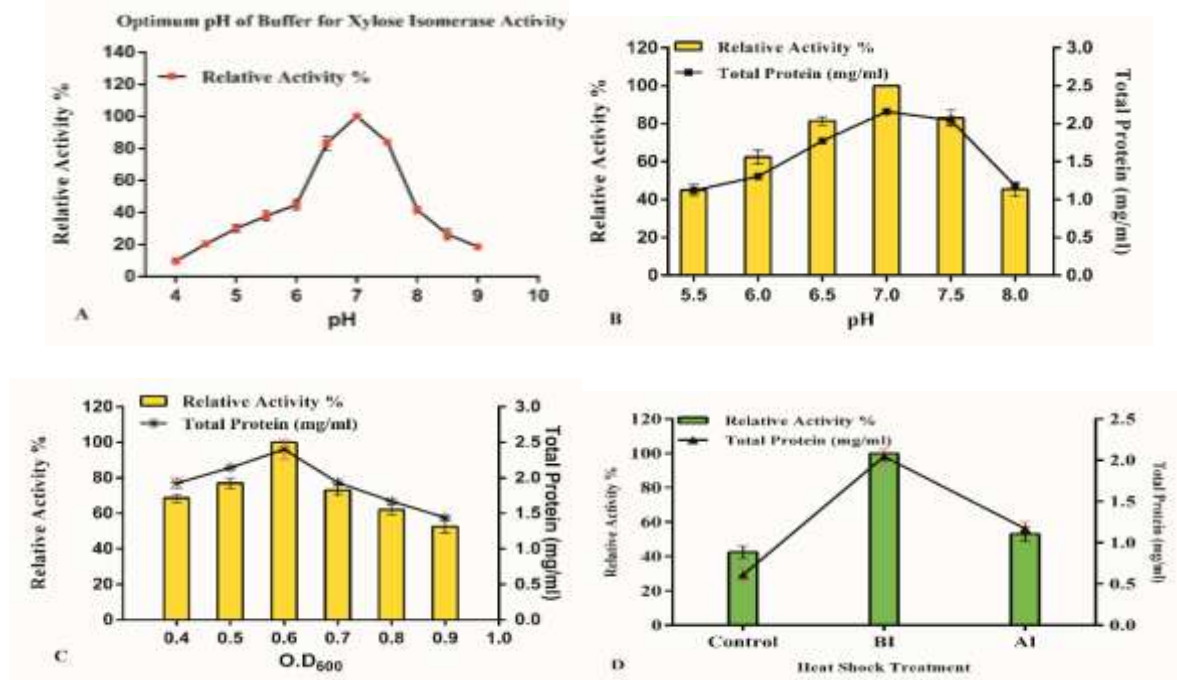 Optimum pH of Buffer for Xylose Isomerase Activity
140
120
100
80
60
40
20
0
Relative Activity %
Relative Activity %
4 5 6 7 8 9 10
pH
A
120
100
80
60
40
20
0
Relative Activity %
Relative Activity %
Total Protein (mg/ml)
3.0
2.5
2.0
1.5
1.0
0.5
0.0
Total Protein (mg/ml)
5.5 6.0 6.5 7.0 7.5 8.0
pH
B
120
100
80
60
40
20
0
Relative Activity %
Relative Activity %
Total Protein (mg/ml)
3.0
2.5
2.0
1.5
1.0
0.5
0.0
Total Protein (mg/ml)
0.4 0.5 0.6 0.7 0.8 0.9 1.0
O.D600
C
120
100
80
60
40
20
0
Relative Activity %
Relative Activity %
Total Protein (mg/ml)
2.5
2.0
1.5
1.0
0.5
0.0
Total Protein (mg/ml)
Control BI AI
Heat Shock Treatment
D